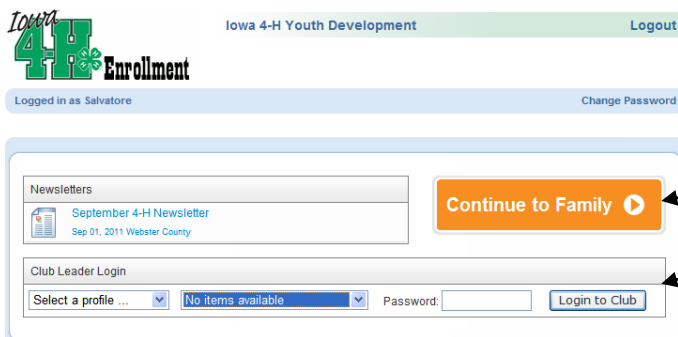 Iowa
4-H
Enrollment
Iowa 4-H Youth Development
Logout
Logged in as Salvatore
Change Password
Newsletters
September 4-H Newsletter
Sep 01, 2011 Webster County
Continue to Family
Club Leader Login
Select a profile ...
No items available
Password:
Login to Club